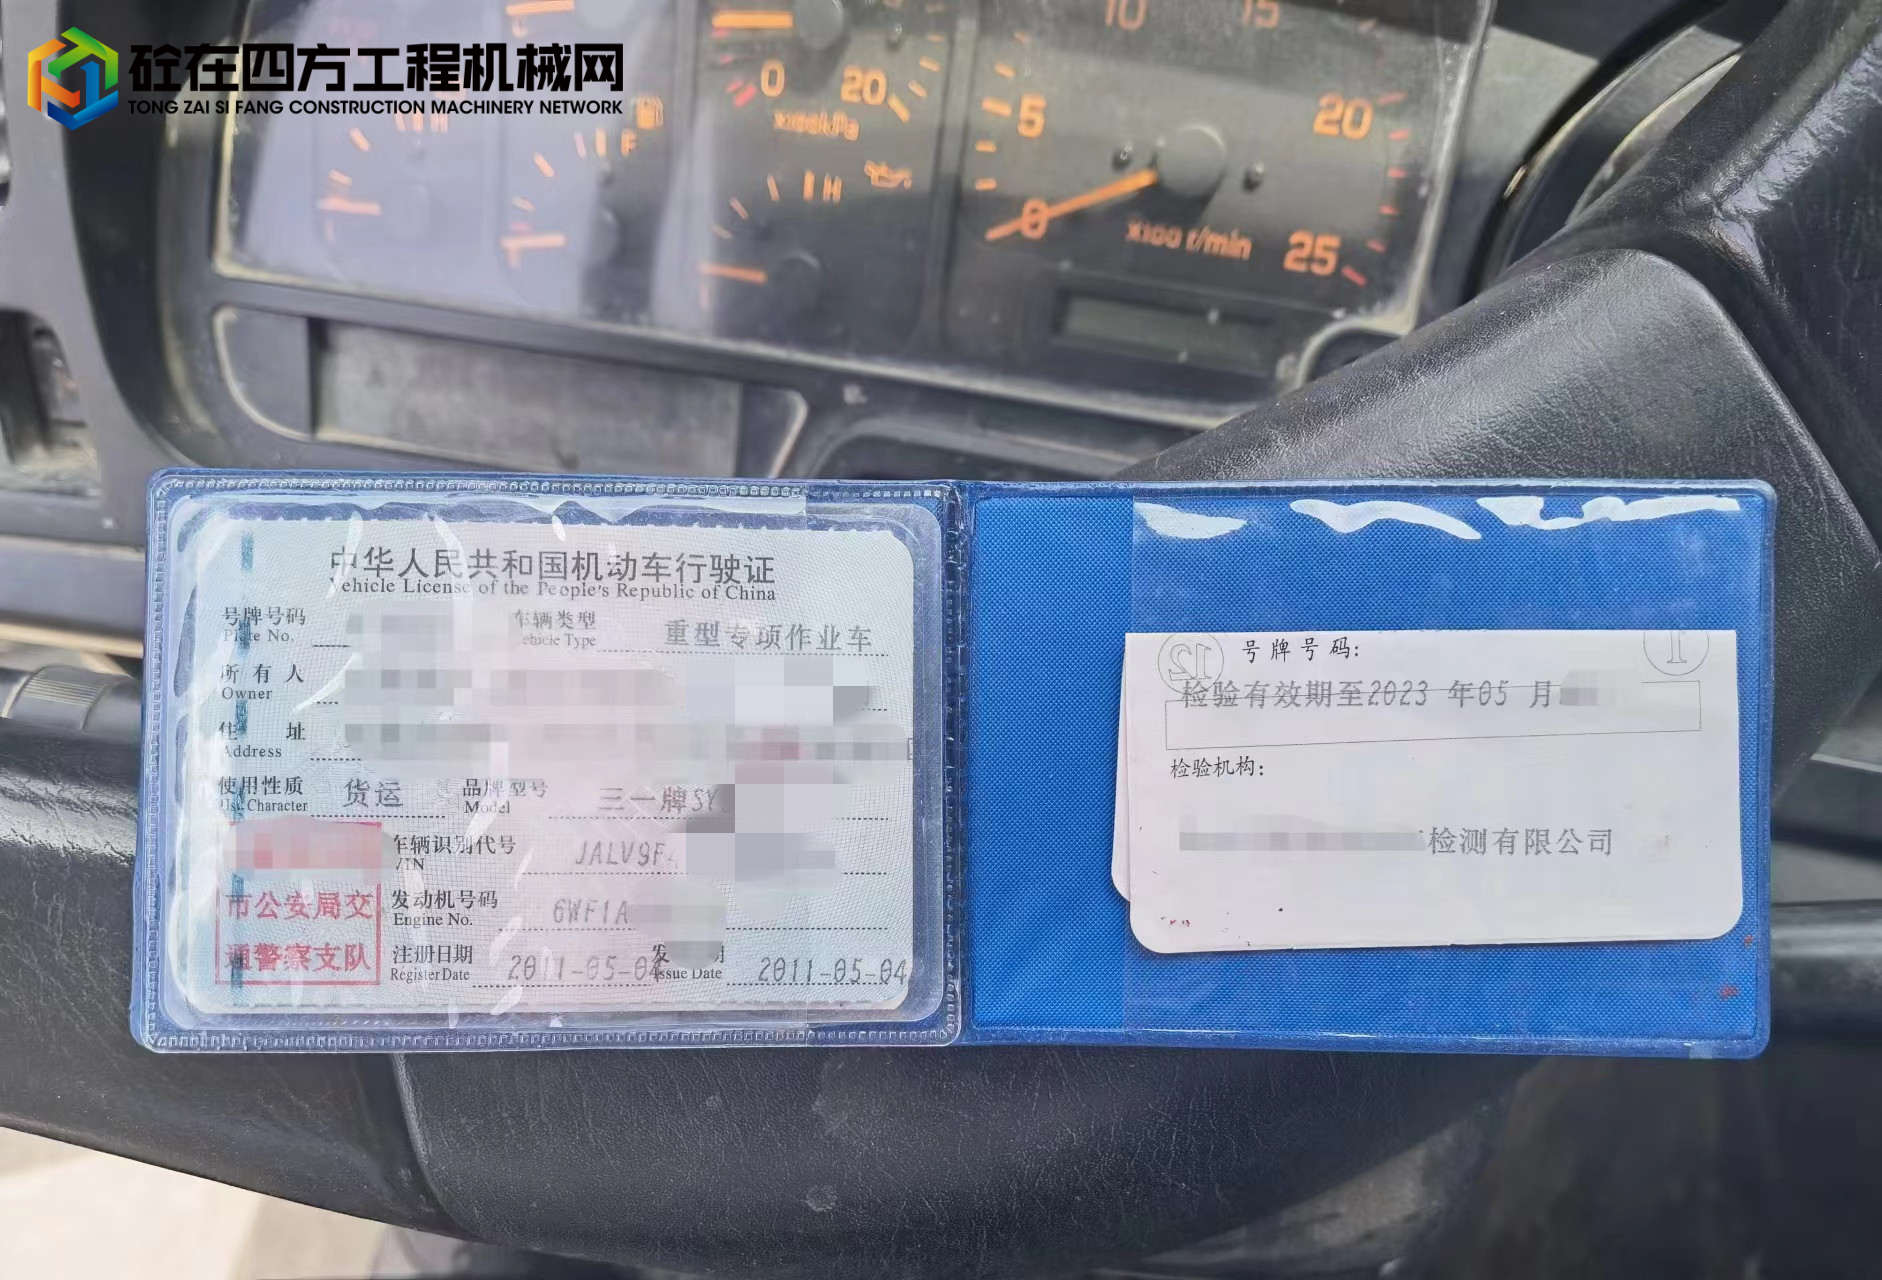 砼在四方工程机械网
TONG ZAI SI FANG CONSTRUCTION MACHINERY NETWORK
10 15
0 20 5 20
x100kPa
H F
H
0 x100 r/min 25
中华人民共和国机动车行驶证
Vehicle License of the People's Republic of China
号牌号码 车辆类型 重型专项作业车
Plate No. Vehicle Type
所有人
Owner
住 址
Address
使用性质 货运 品牌型号 三一牌SY
Use Character Model
车辆识别代号 JALV9F
VIN
市公安局交
通警察支队
发动机号码 6WF1A
Engine No.
注册日期 2011-05-04 发 期 2011-05-04
Register Date Issue Date
12 号牌号码: 1
检验有效期至2023 年05 月
检验机构:
检测有限公司